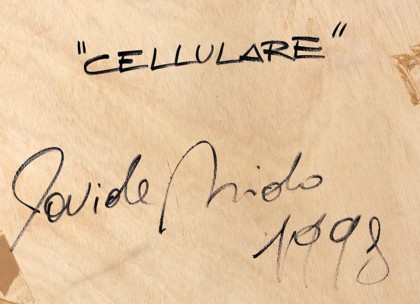 "CELLULARE"
Davide Nido
1998